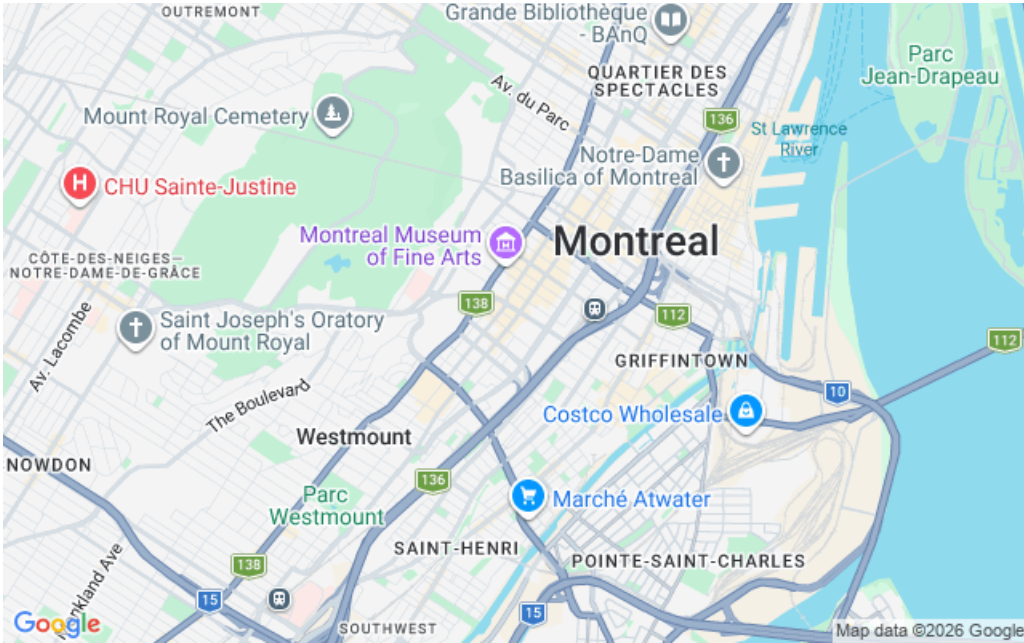 OUTREMONT
Grande Bibliothèque
- BAnQ
Parc
Jean-Drapeau
QUARTIER DES
SPECTACLES
Av. du Parc
Mount Royal Cemetery
136
St Lawrence
River
Notre-Dame
Basilica of Montreal
H
CHU Sainte-Justine
Montreal Museum
of Fine Arts
Montreal
CÔTE-DES-NEIGES—
NOTRE-DAME-DE-GRÂCE
138
112
Saint Joseph's Oratory
of Mount Royal
112
Av. Lacombe
GRIFFINTOWN
The Boulevard
10
Costco Wholesale
Westmount
NOWDON
136
Parc
Westmount
Marché Atwater
SAINT-HENRI
POINTE-SAINT-CHARLES
138
nkland Ave
15
15
SOUTHWEST
Google
Map data ©2026 Google